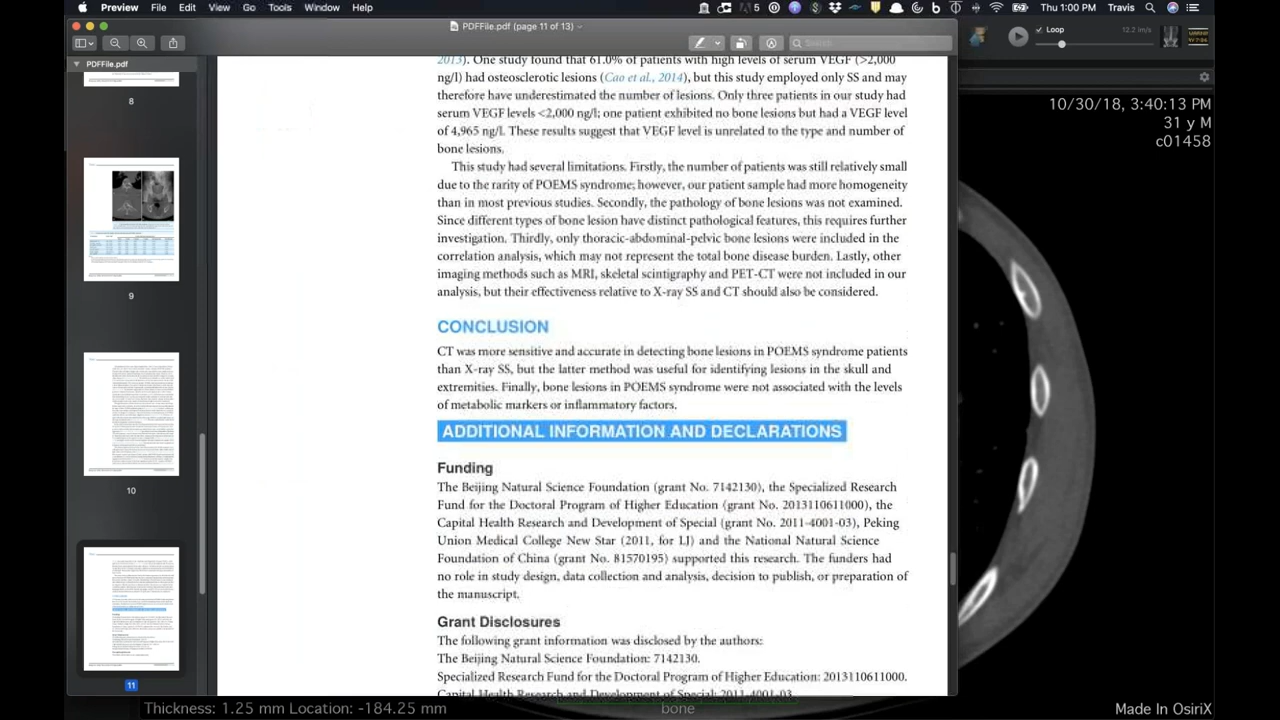 Preview File Edit View Go Tools Window Help 5 Thu 1:00 PM Travis
PDFFile.pdf (page 11 of 13)
Search
Loop 12.2 im/s
PDFFile.pdf
8
9
10
11
10/30/18, 3:40:13 PM
31 y M
c01458
2013). One study found that 61.0% of patients with high levels of serum VEGF (>2,000
ng/l) had osteosclerotic lesions (Cao et al., 2014), but this study employed only SS and may
therefore have underestimated the number of lesions. Only three patients in our study had
serum VEGF levels <2,000 ng/l; one patient exhibited no bone lesions but had a VEGF level
of 4,965 ng/l. These results suggest that VEGF level is unrelated to the type and number of
bone lesions.
This study had several limitations. Firstly, the number of patients was still relatively small
due to the rarity of POEMS syndrome; however, our patient sample had more homogeneity
than in most previous studies. Secondly, the pathology of bone lesions was not examined.
Since different types of bone lesion have distinct pathological features, this requires further
investigation. Thirdly, only thoracic-abdominal-pelvic bone lesions were included in the
correlation analysis, which may not represent the total bone disease burden. Lastly, other
imaging methods such as MRI, skeletal scintigraphy and PET-CT were not included in our
analysis, but their effectiveness relative to X-ray SS and CT should also be considered.
CONCLUSION
CT was more sensitive and accurate in detecting bone lesions in POEMS syndrome patients
than X-ray SS, but the latter method was useful for identifying lesions in the skull and
extremities. Finally, bone lesions in POEMS syndrome were not associated with the levels
of metabolic markers or inflammatory factors.
ADDITIONAL INFORMATION AND DECLARATIONS
Funding
The Beijing Natural Science Foundation (grant No. 7142130), the Specialized Research
Fund for the Doctoral Program of Higher Education (grant No. 2013110611000), the
Capital Health Research and Development of Special (grant No. 2011-4001-03), Peking
Union Medical College New Star (2011, for LJ) and the National Natural Science
Foundation of China (grant No. 81570195) supported this research. The funders had
no role in study design, data collection and analysis, decision to publish, or preparation of
the manuscript.
Grant Disclosures
The following grant information was disclosed by the authors:
The Beijing Natural Science Foundation: 7142130.
Specialized Research Fund for the Doctoral Program of Higher Education: 2013110611000.
Capital Health Research and Development of Special: 2011-4001-03.
Thickness: 1.25 mm Location: -184.25 mm
bone
Made In OsiriX